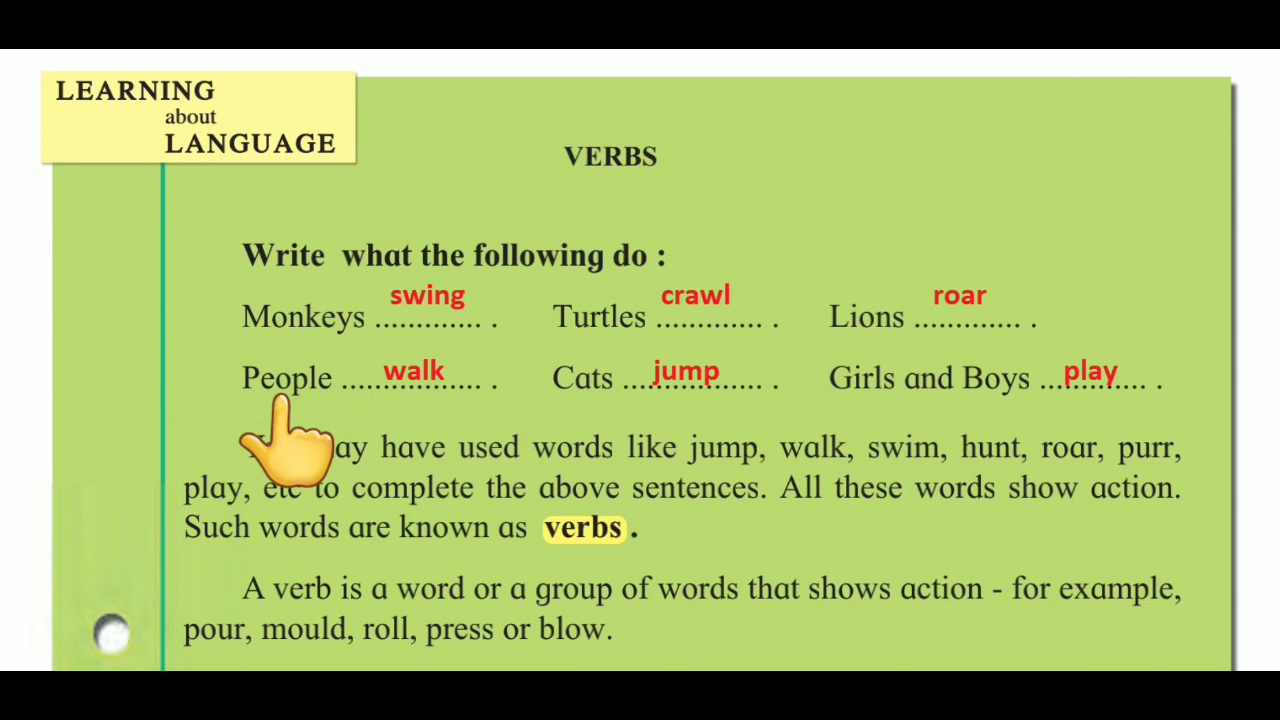 LEARNING
about
LANGUAGE
VERBS
Write what the following do :
Monkeys swing ............. . Turtles crawl ............. . Lions roar ............. .
People walk ................. . Cats jump ................. . Girls and Boys play ............. .
ay have used words like jump, walk, swim, hunt, roar, purr,
play, etc to complete the above sentences. All these words show action.
Such words are known as verbs .
A verb is a word or a group of words that shows action - for example,
pour, mould, roll, press or blow.